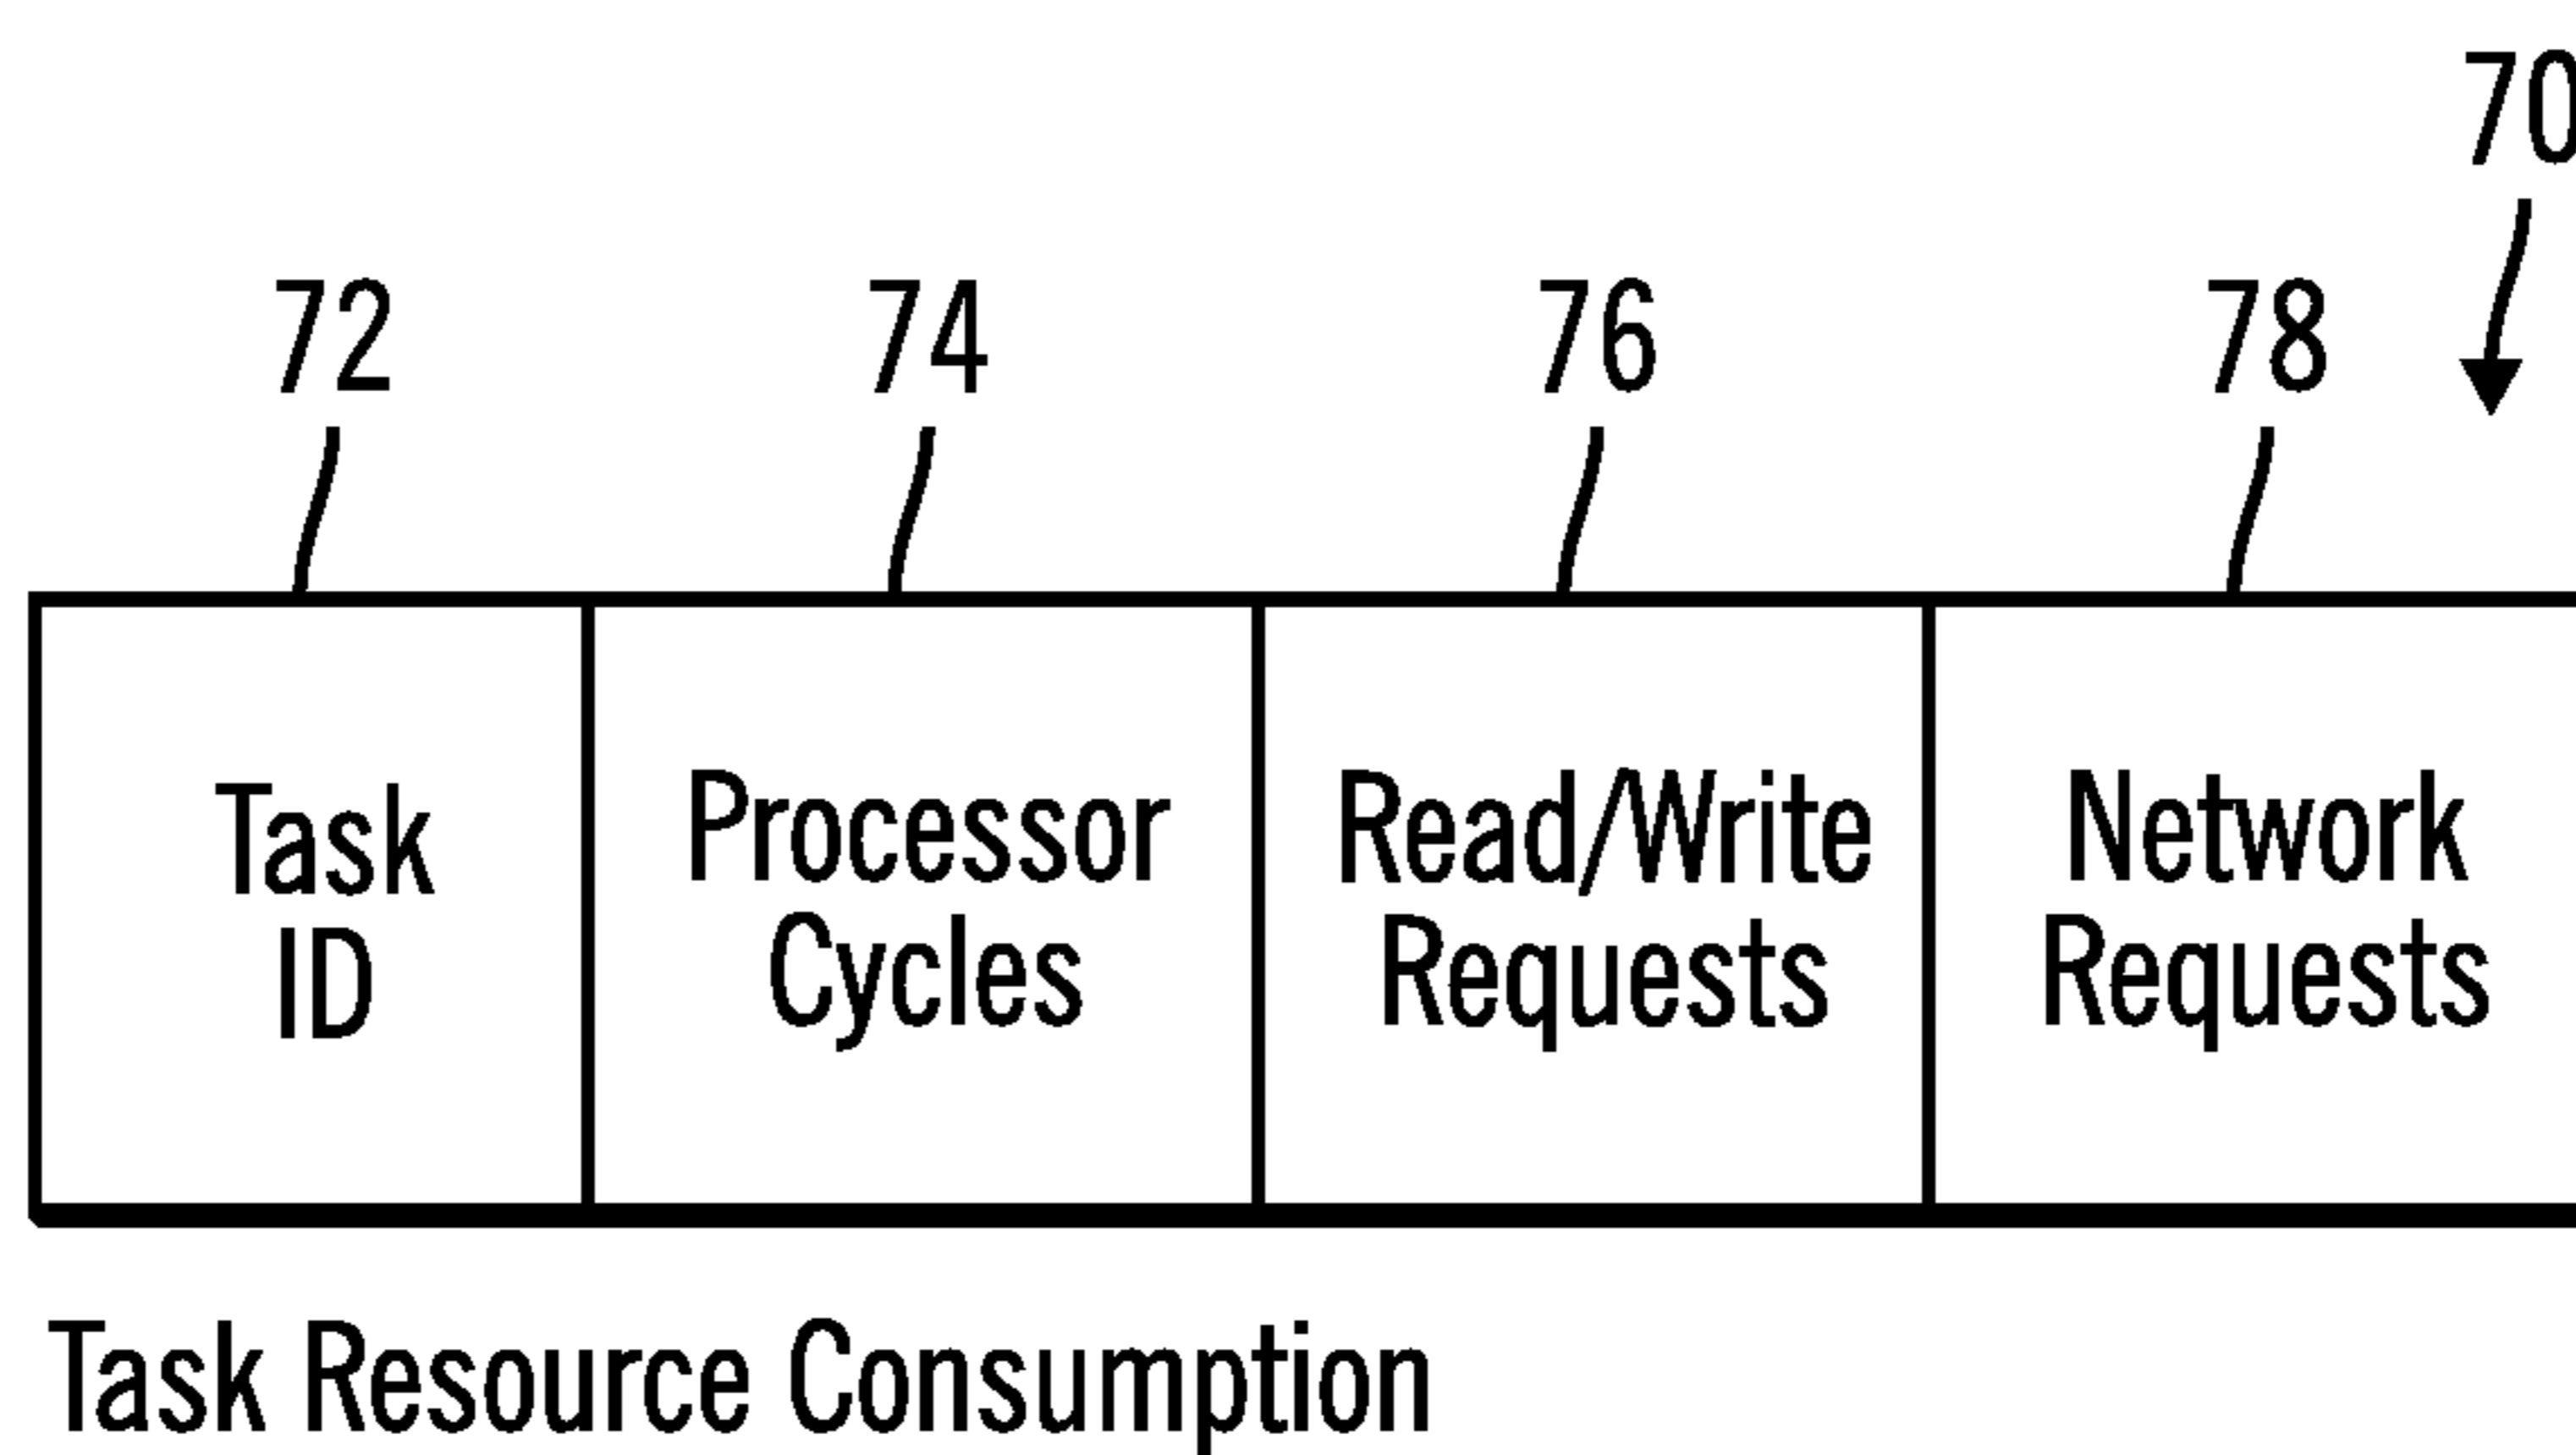 70
72 74 76 78
Task Processor Read/Write Network
ID Cycles Requests Requests
Task Resource Consumption